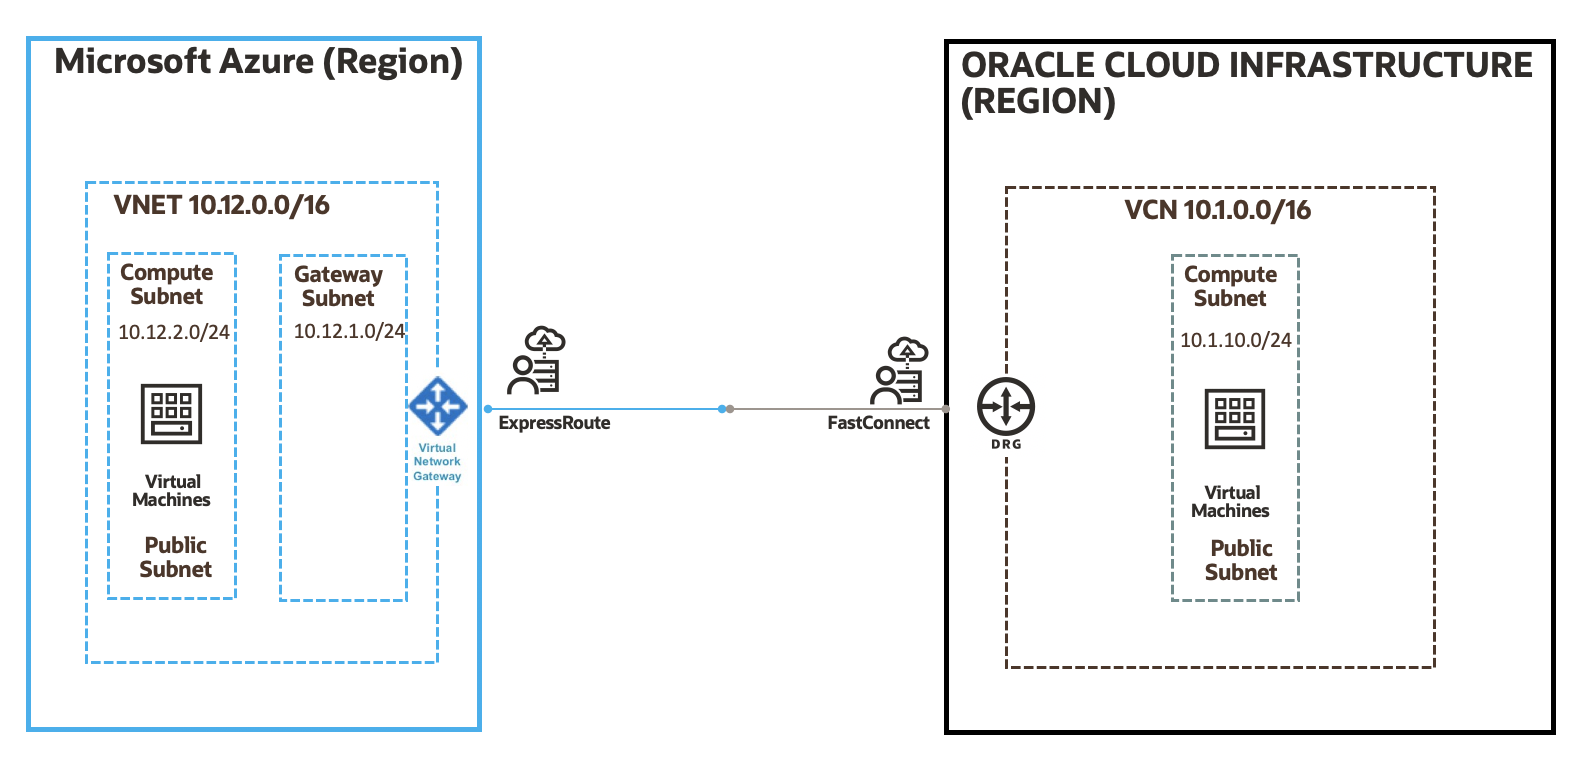 Microsoft Azure (Region)
VNET 10.12.0.0/16
Compute
Subnet
10.12.2.0/24
Virtual
Machines
Public
Subnet
Gateway
Subnet
10.12.1.0/24
Virtual
Network
Gateway
ExpressRoute
FastConnect
ORACLE CLOUD INFRASTRUCTURE
(REGION)
VCN 10.1.0.0/16
DRG
Compute
Subnet
10.1.10.0/24
Virtual
Machines
Public
Subnet